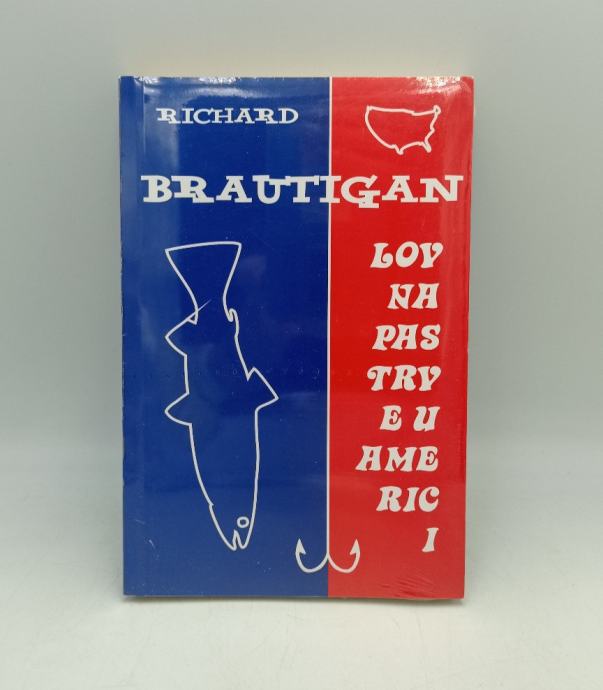 RICHARD
BRAUTIGAN
LOV
NA
PAS
TRV
E U
AME
RIC
I